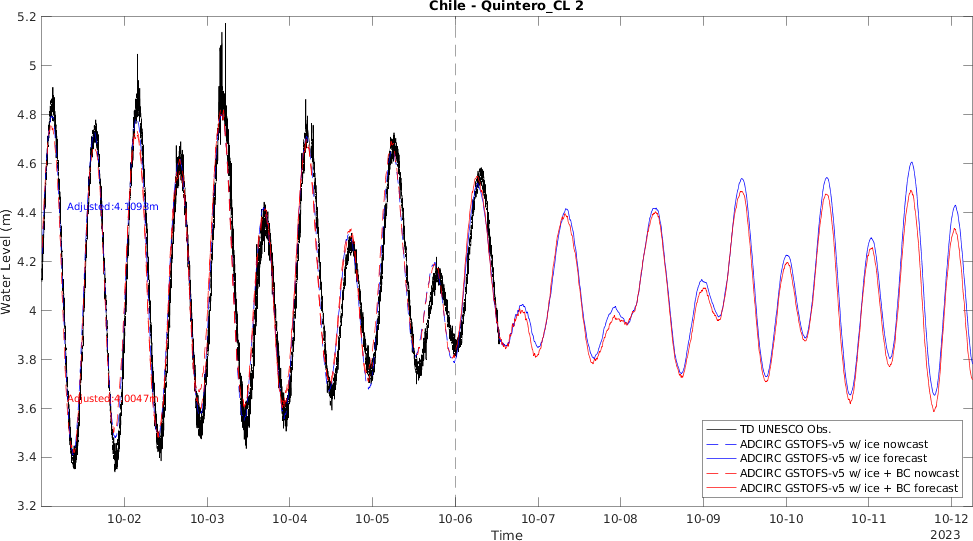 Chile - Quintero_CL 2
5.2
5
4.8
4.6
4.4
4.2
4
3.8
3.6
3.4
3.2
Water Level (m)
Adjusted:4.1093m
Adjusted:4.0047m
TD UNESCO Obs.
ADCIRC GSTOFS-v5 w/ ice nowcast
ADCIRC GSTOFS-v5 w/ ice forecast
ADCIRC GSTOFS-v5 w/ ice + BC nowcast
ADCIRC GSTOFS-v5 w/ ice + BC forecast
10-02 10-03 10-04 10-05 10-06 10-07 10-08 10-09 10-10 10-11 10-12
2023
Time